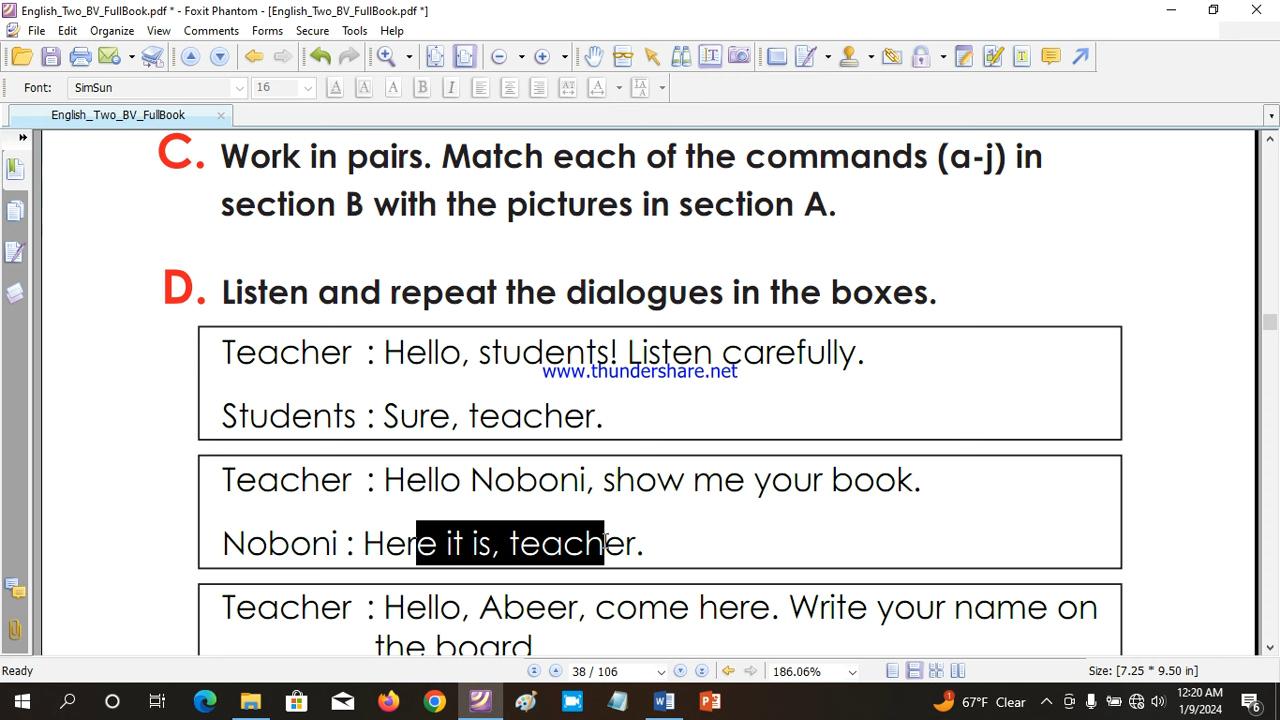 English_Two_BV_FullBook.pdf * - Foxit Phantom - [English_Two_BV_FullBook.pdf *]
File Edit Organize View Comments Forms Secure Tools Help
Font: SimSun 16
English_Two_BV_FullBook
C. Work in pairs. Match each of the commands (a-j) in
section B with the pictures in section A.
D. Listen and repeat the dialogues in the boxes.
Teacher : Hello, students! Listen carefully.
www.thundershare.net
Students : Sure, teacher.
Teacher : Hello Noboni, show me your book.
Noboni : Here it is, teacher.
Teacher : Hello, Abeer, come here. Write your name on
the board
Ready 38 / 106 186.06% Size: [7.25 * 9.50 in]
1 67°F Clear 12:20 AM
1/9/2024 6